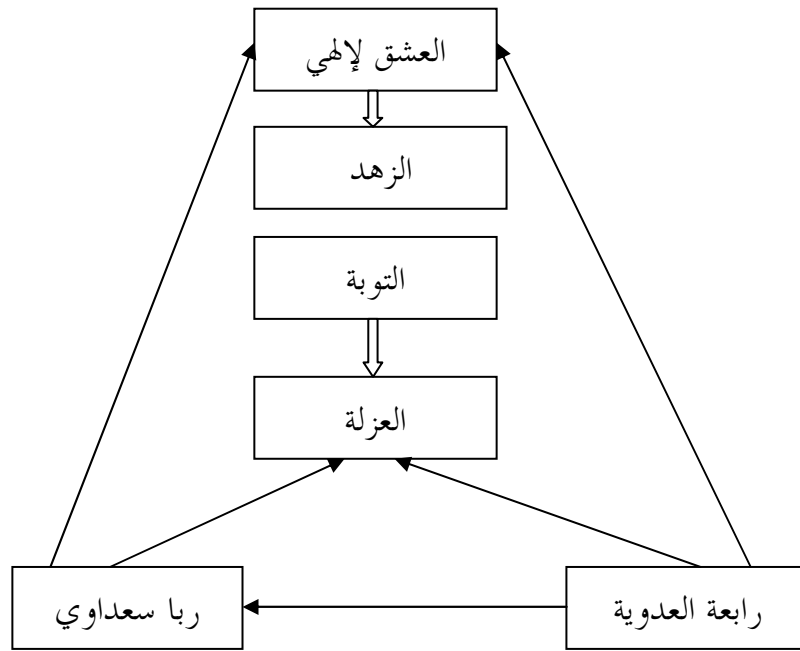 العشق لإلهي
الزهد
التوبة
العزلة
رابعة العدوية
ربا سعداوي